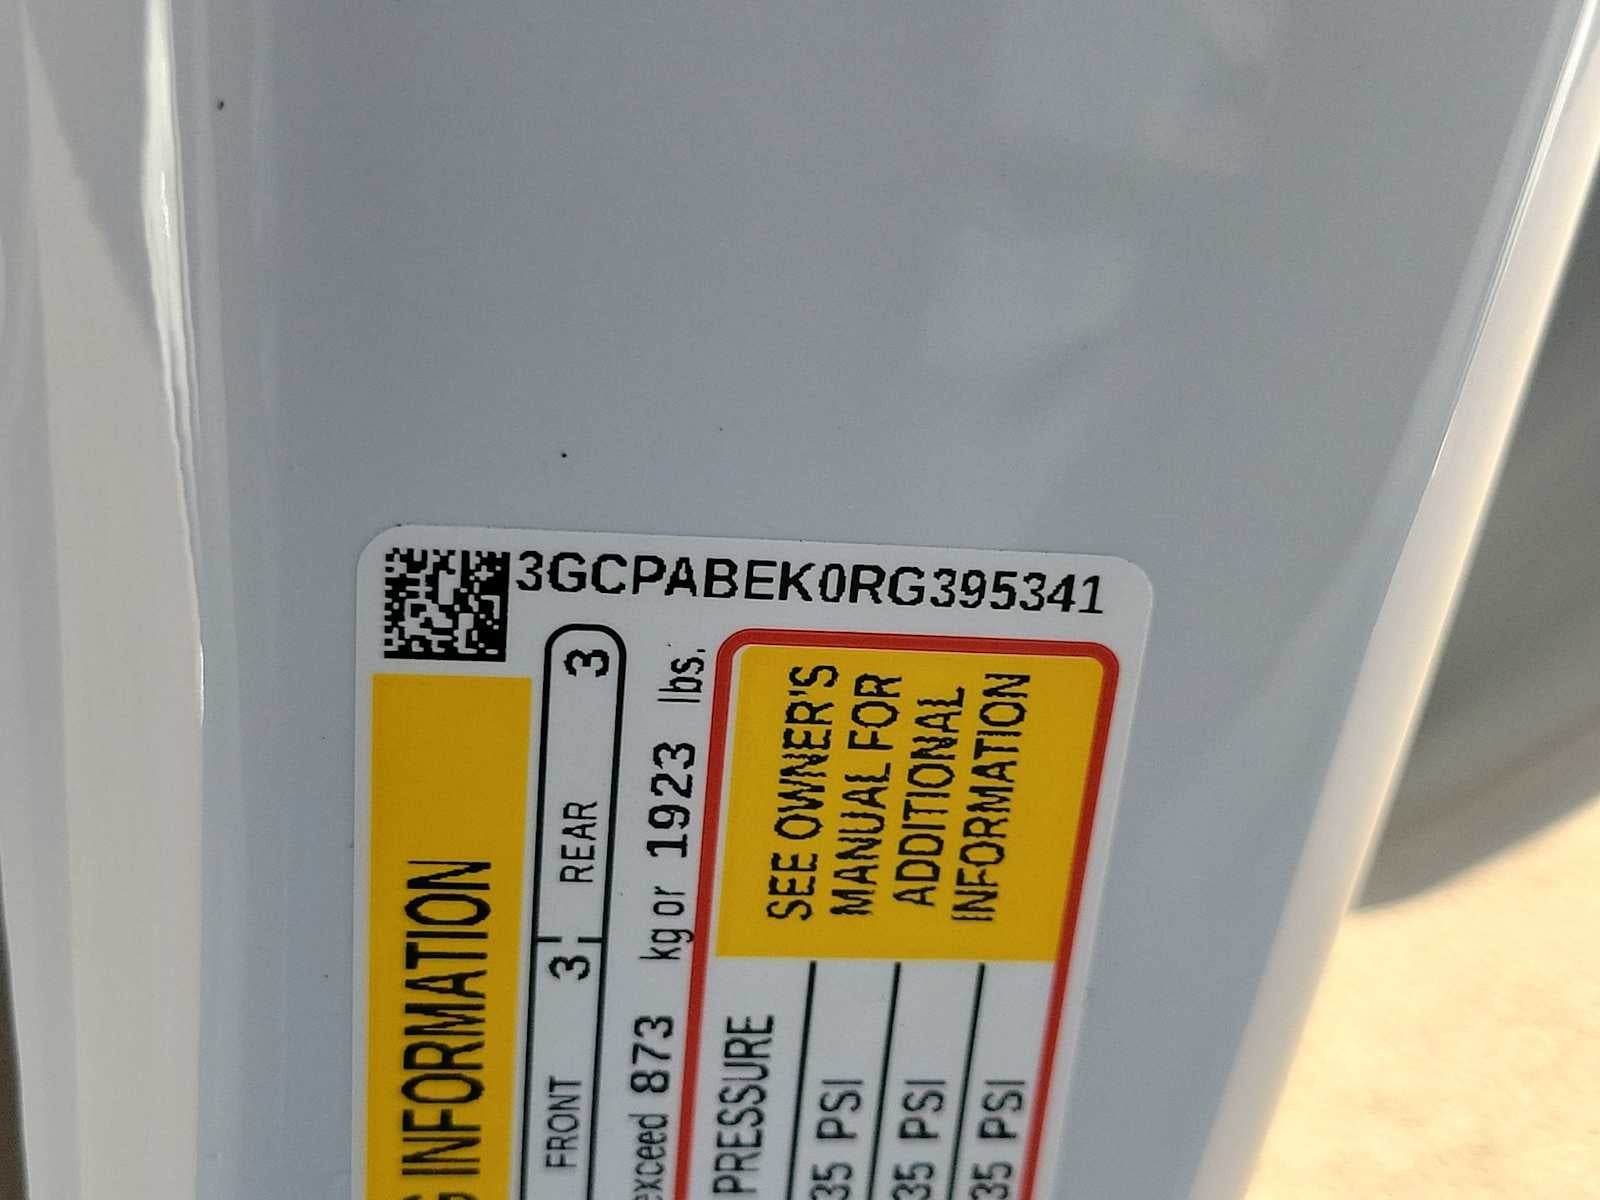 3GCPABEK0RG395341
G INFORMATION
FRONT 3 REAR 3
exceed 873 kg or 1923 lbs.
PRESSURE
SEE OWNER'S
MANUAL FOR
ADDITIONAL
INFORMATION
35 PSI
35 PSI
35 PSI